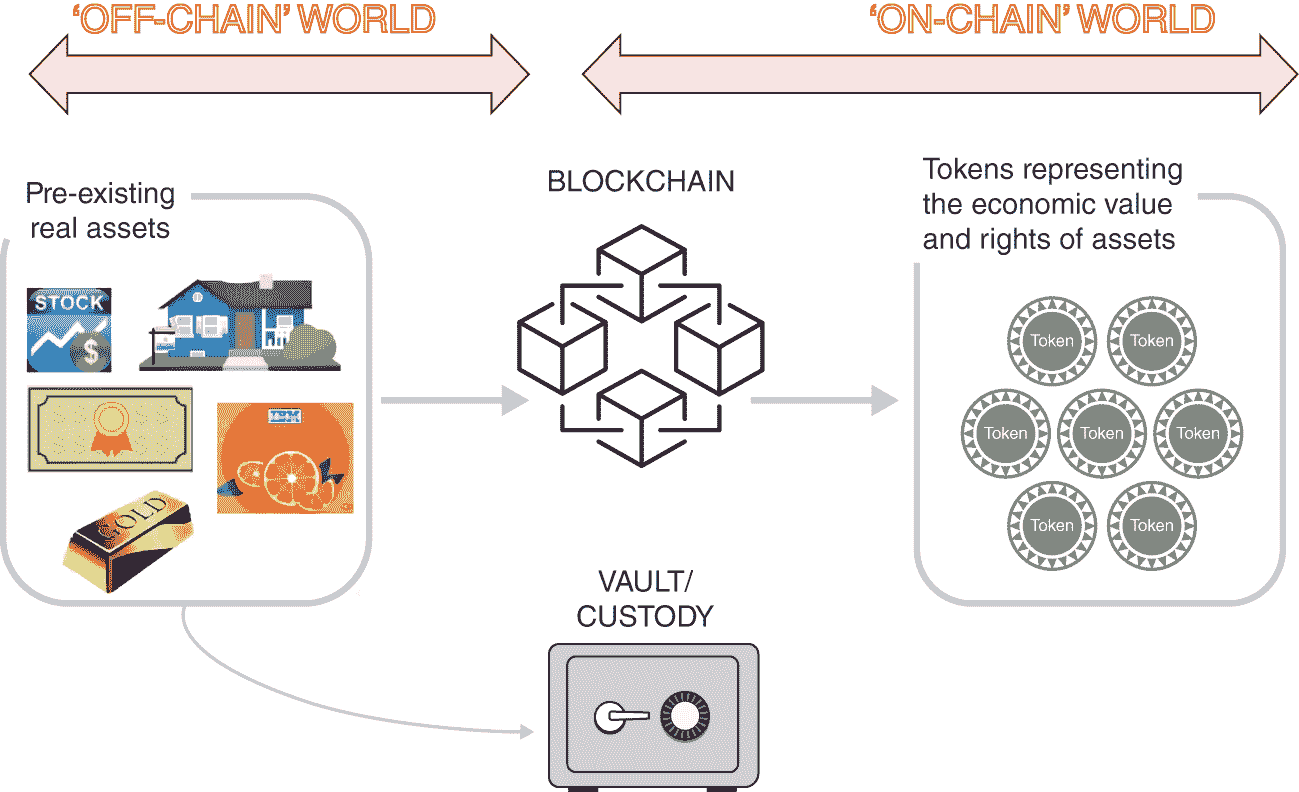 ‘OFF-CHAIN’ WORLD
‘ON-CHAIN’ WORLD
Pre-existing
real assets
STOCK
$
IBM
GOLD
BLOCKCHAIN
VAULT/
CUSTODY
Tokens representing
the economic value
and rights of assets
Token
Token
Token
Token
Token
Token
Token